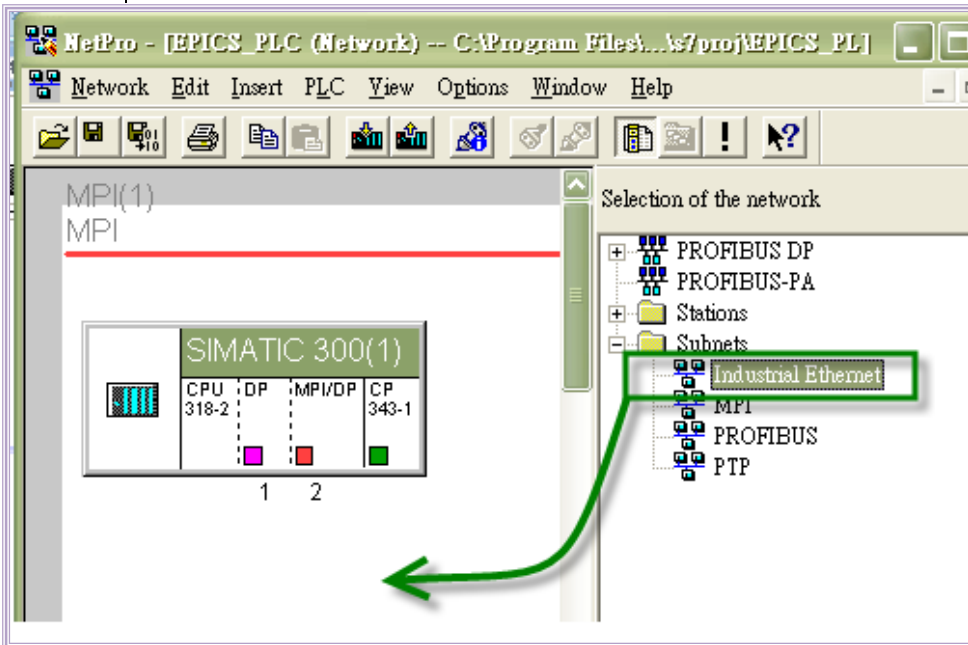 NetPro - [EPICS_PLC (Network) -- C:\Program Files\...\s7proj\EPICS_PL]
Network Edit Insert PLC View Options Window Help
MPI(1)
MPI
SIMATIC 300(1)
CPU 318-2
DP
MPI/DP
CP 343-1
1 2
Selection of the network
PROFIBUS DP
PROFIBUS-PA
Stations
Subnets
Industrial Ethernet
MPI
PROFIBUS
PTP